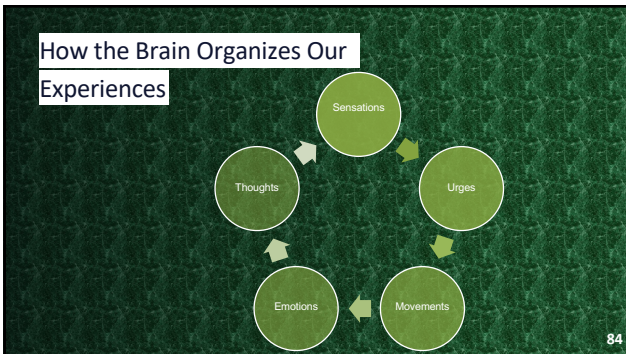 How the Brain Organizes Our
Experiences
Sensations
Urges
Movements
Emotions
Thoughts
84